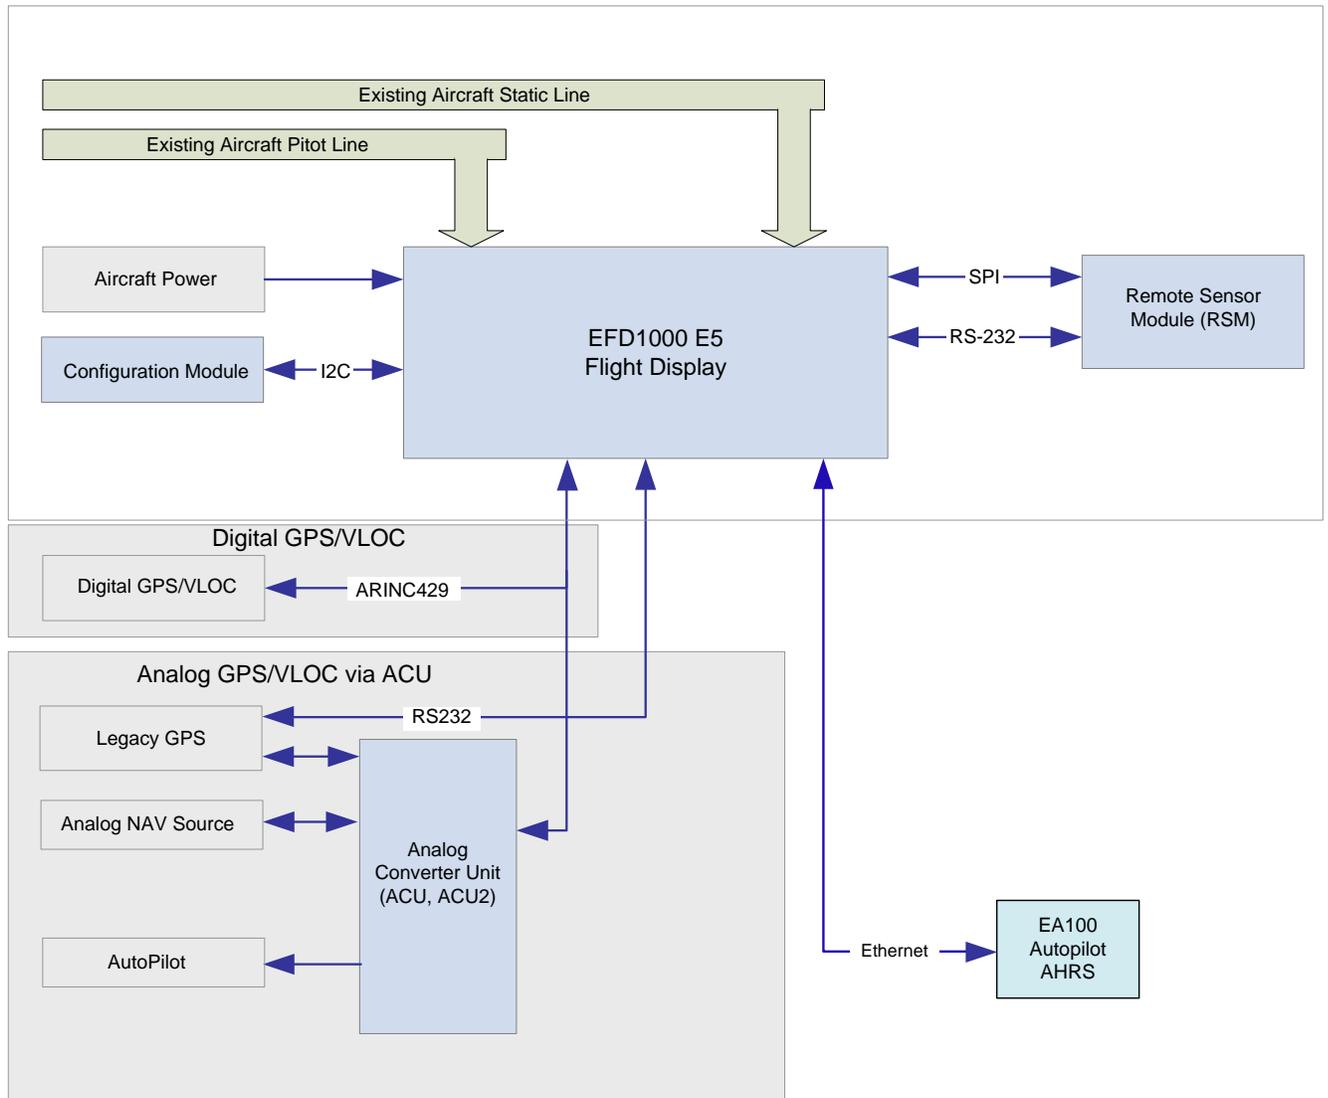 Existing Aircraft Static Line
Existing Aircraft Pitot Line
Aircraft Power
Configuration Module
I2C
EFD1000 E5
Flight Display
SPI
RS-232
Remote Sensor
Module (RSM)
Digital GPS/VLOC
Digital GPS/VLOC
ARINC429
Analog GPS/VLOC via ACU
RS232
Legacy GPS
Analog NAV Source
Analog
Converter Unit
(ACU, ACU2)
AutoPilot
Ethernet
EA100
Autopilot
AHRS